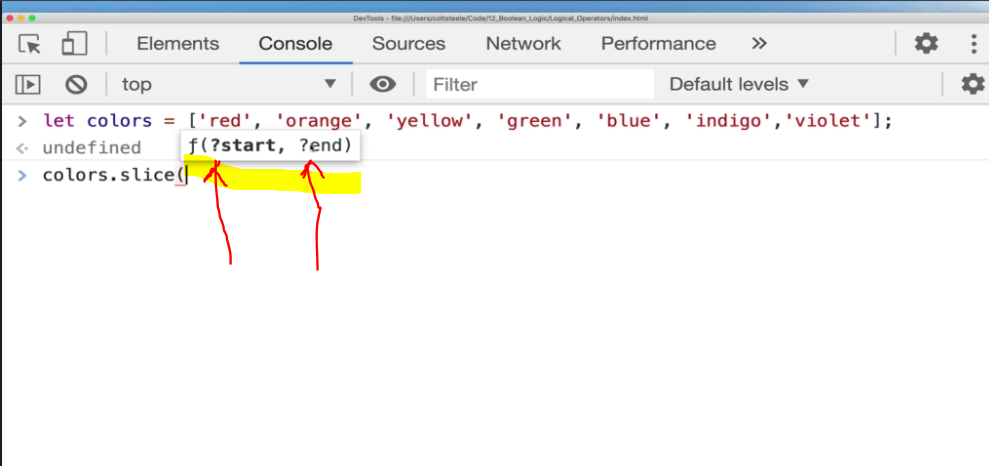 DevTools - file:///Users/coltsteele/Code/12_Boolean_Logic/Logical_Operators/index.html
Elements Console Sources Network Performance »
top ▼ Filter Default levels ▼
> let colors = ['red', 'orange', 'yellow', 'green', 'blue', 'indigo','violet'];
ƒ(?start, ?end)
<· undefined
> colors.slice(